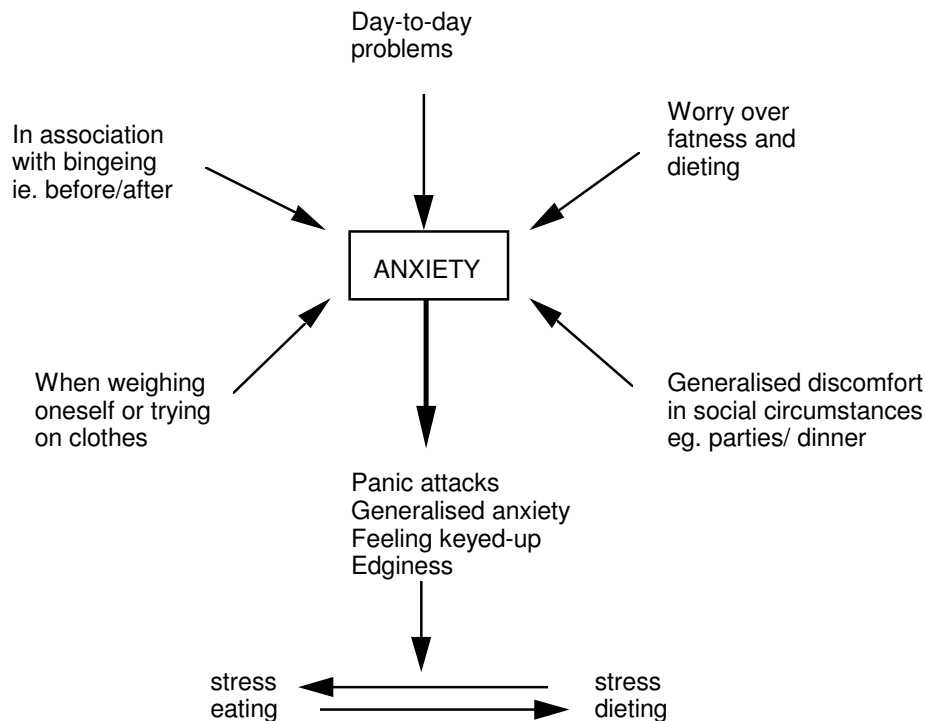 Day-to-day
problems
In association
with bingeing
ie. before/after
Worry over
fatness and
dieting
ANXIETY
When weighing
oneself or trying
on clothes
Generalised discomfort
in social circumstances
eg. parties/ dinner
Panic attacks
Generalised anxiety
Feeling keyed-up
Edginess
stress
eating
stress
dieting